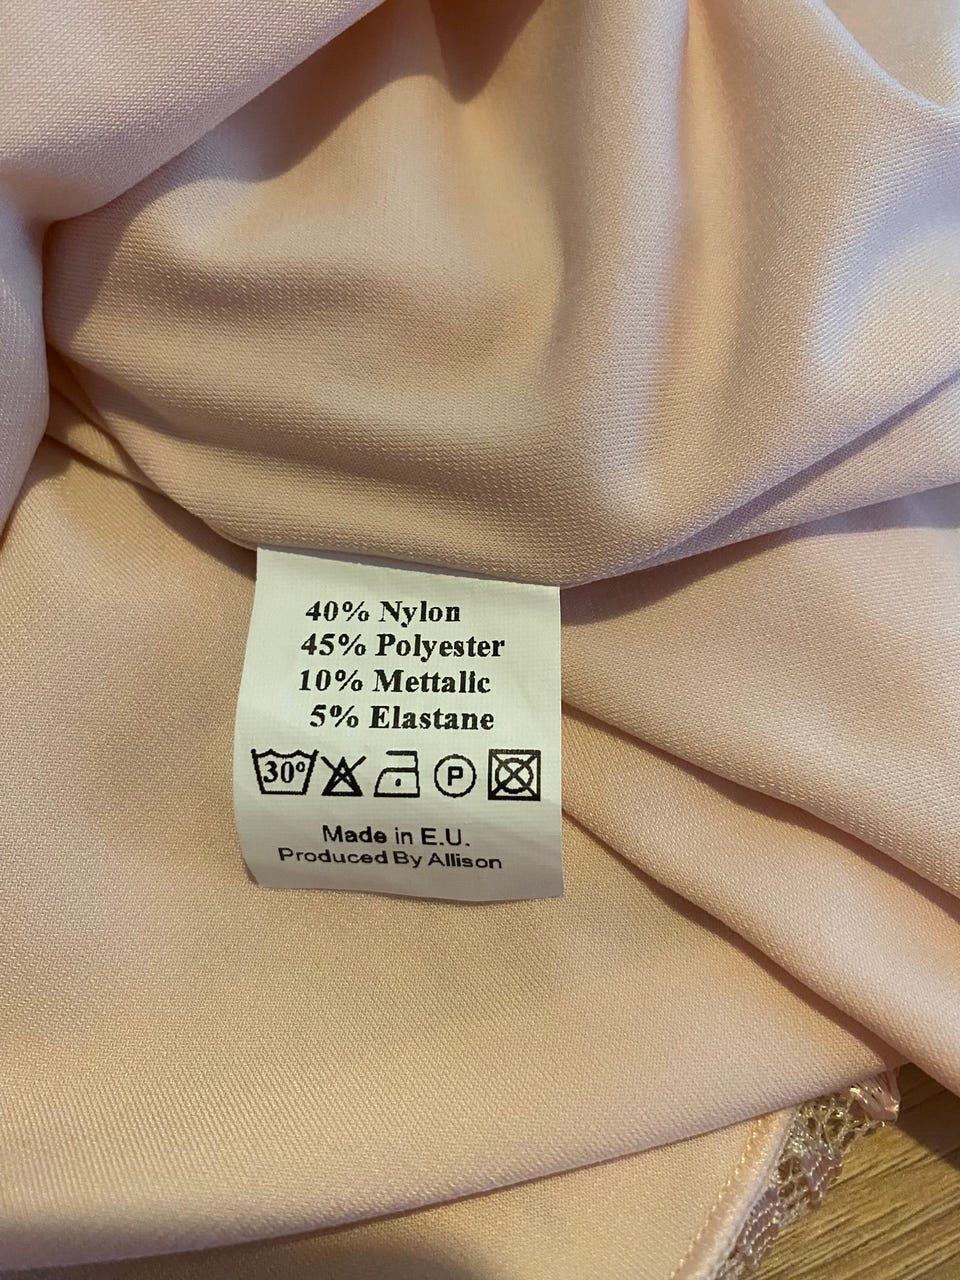 40% Nylon
45% Polyester
10% Mettalic
5% Elastane
30° P
Made in E.U.
Produced By Allison